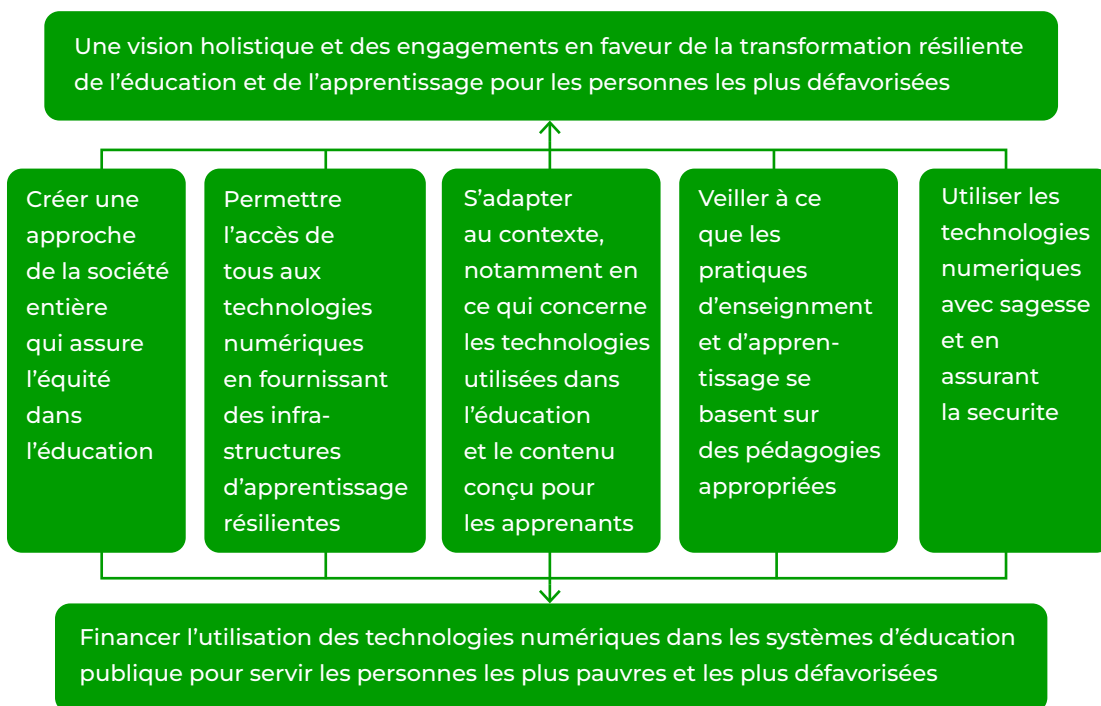 Une vision holistique et des engagements en faveur de la transformation résiliente
de l'éducation et de l'apprentissage pour les personnes les plus défavorisées
Créer une
approche
de la société
entière
qui assure
l'équité
dans
l'éducation
Permettre
l'accès de
tous aux
technologies
numériques
en fournissant
des infra-
structures
d'apprentissage
résilientes
S'adapter
au contexte,
notamment en
ce qui concerne
les technologies
utilisées dans
l'éducation
et le contenu
conçu pour
les apprenants
Veiller à ce
que les
pratiques
d'enseignment
et d'appren-
tissage se
basent sur
des pédagogies
appropriées
Utiliser les
technologies
numeriques
avec sagesse
et en
assurant
la securite
Financer l'utilisation des technologies numériques dans les systèmes d'éducation
publique pour servir les personnes les plus pauvres et les plus défavorisées